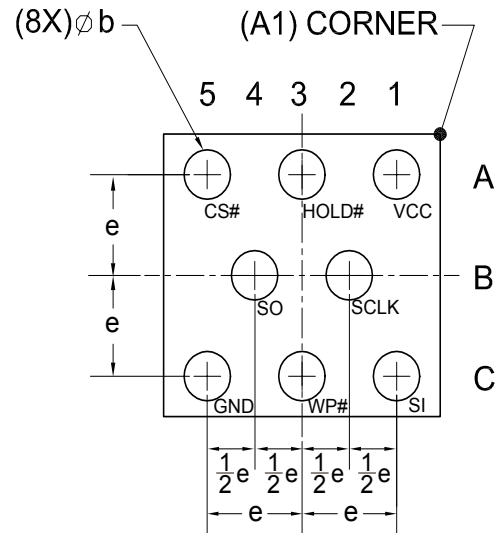 (8X)⌀b (A1) CORNER
5 4 3 2 1
A
CS# HOLD# VCC
e
B
SO SCLK
e
C
GND WP# SI
½e ½e ½e ½e
e e